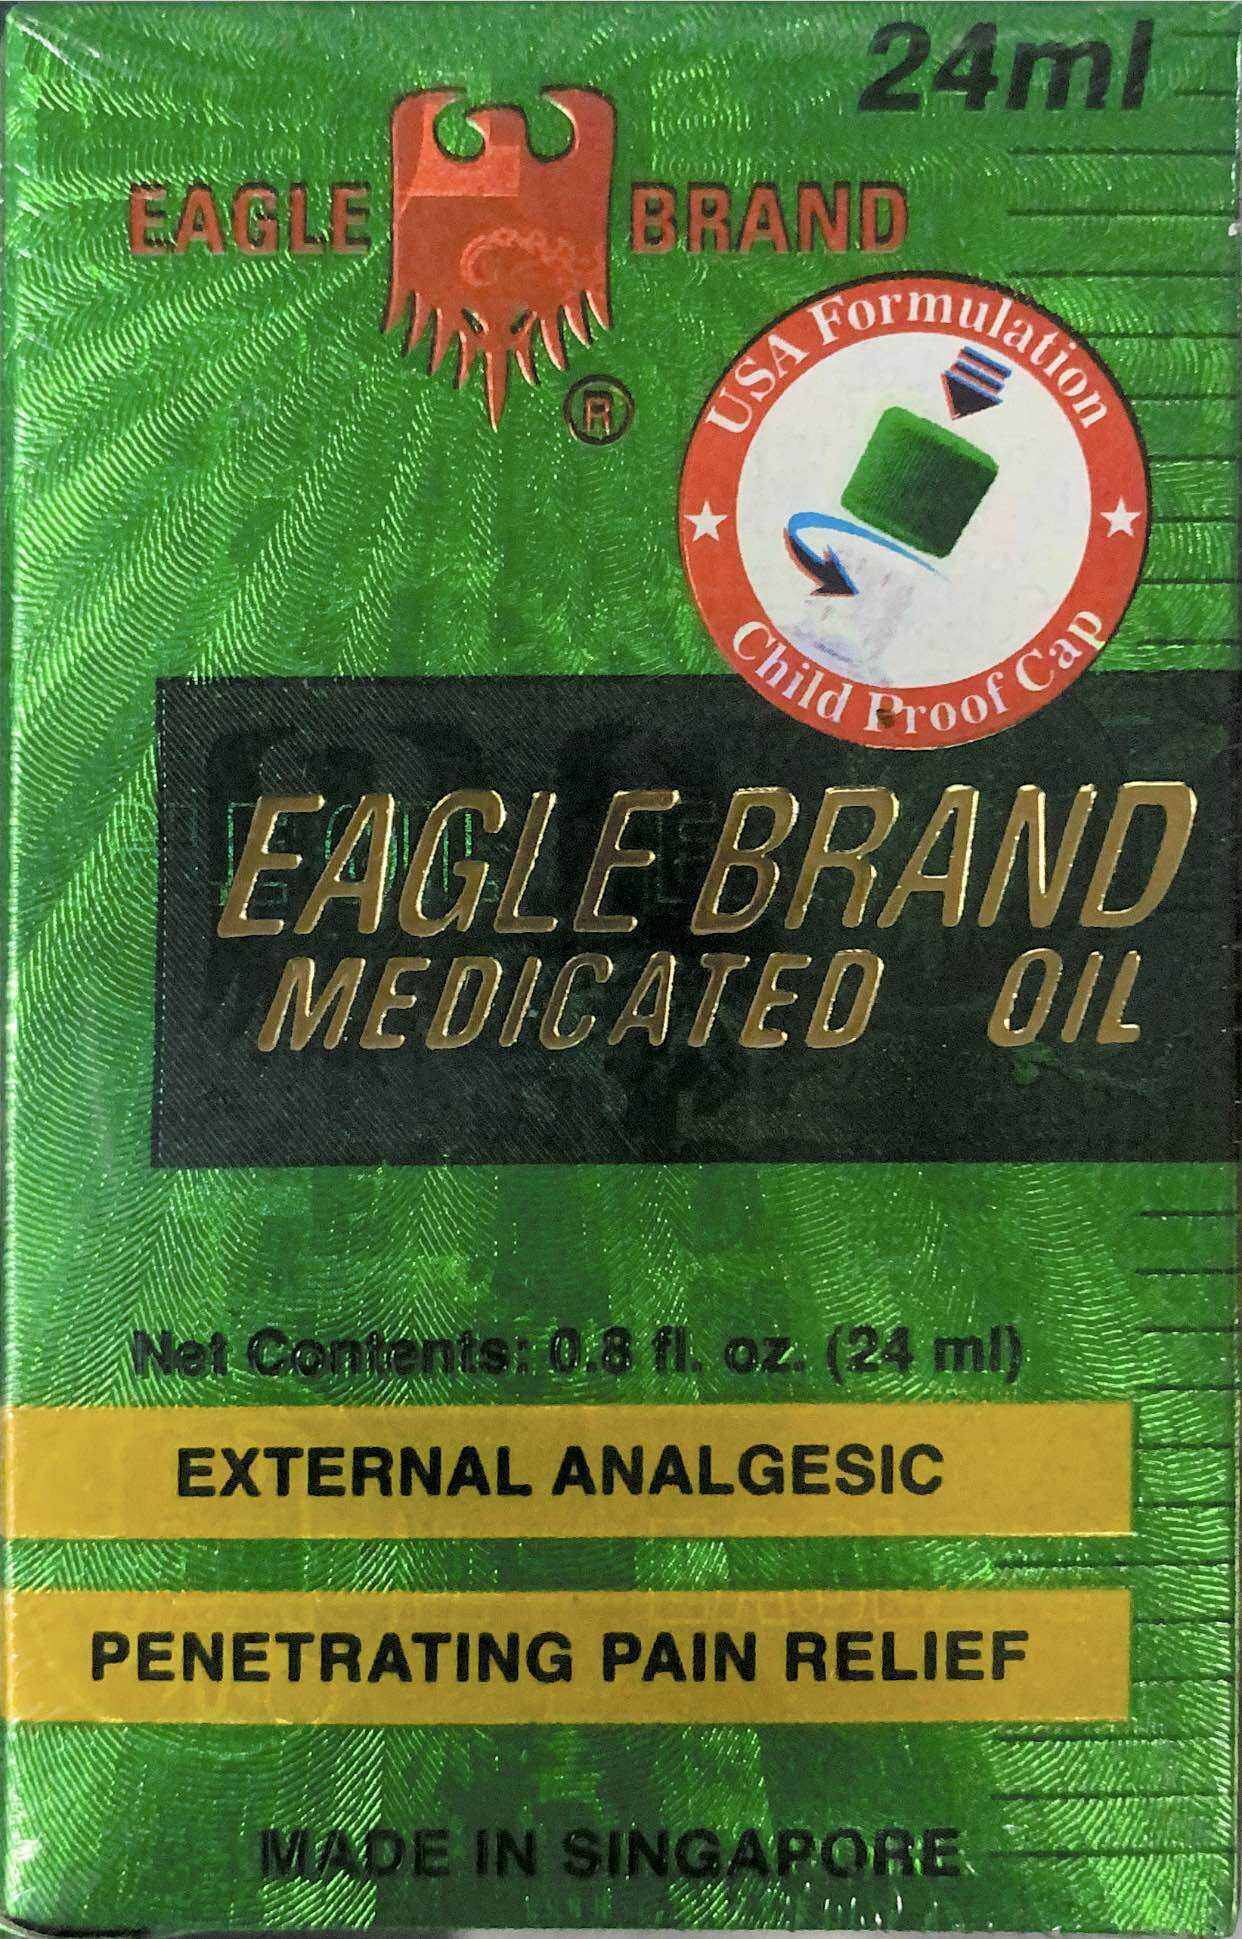 24ml
EAGLE BRAND
®
USA Formulation
Child Proof Cap
EAGLE BRAND
MEDICATED OIL
Net Contents: 0.8 fl. oz. (24 ml)
EXTERNAL ANALGESIC
PENETRATING PAIN RELIEF
MADE IN SINGAPORE